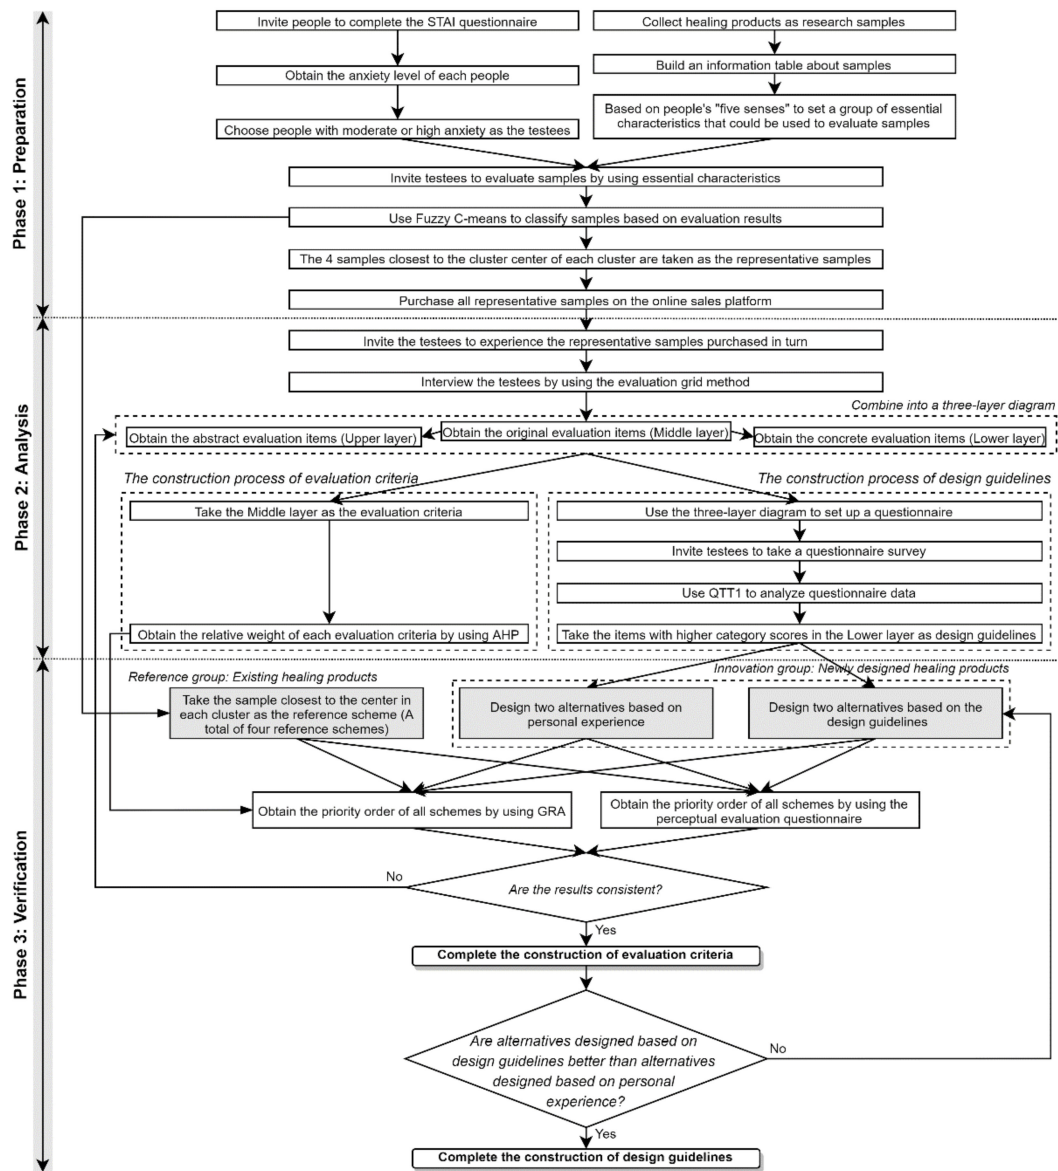 Phase 1: Preparation
Invite people to complete the STAI questionnaire
Collect healing products as research samples
Obtain the anxiety level of each people
Build an information table about samples
Choose people with moderate or high anxiety as the testees
Based on people's "five senses" to set a group of essential
characteristics that could be used to evaluate samples
Invite testees to evaluate samples by using essential characteristics
Use Fuzzy C-means to classify samples based on evaluation results
The 4 samples closest to the cluster center of each cluster are taken as the representative samples
Purchase all representative samples on the online sales platform
Phase 2: Analysis
Invite the testees to experience the representative samples purchased in turn
Interview the testees by using the evaluation grid method
Combine into a three-layer diagram
Obtain the abstract evaluation items (Upper layer)
Obtain the original evaluation items (Middle layer)
Obtain the concrete evaluation items (Lower layer)
The construction process of evaluation criteria
Take the Middle layer as the evaluation criteria
Obtain the relative weight of each evaluation criteria by using AHP
The construction process of design guidelines
Use the three-layer diagram to set up a questionnaire
Invite testees to take a questionnaire survey
Use QTT1 to analyze questionnaire data
Take the items with higher category scores in the Lower layer as design guidelines
Phase 3: Verification
Reference group: Existing healing products
Take the sample closest to the center
in each cluster as the reference scheme (A
total of four reference schemes)
Innovation group: Newly designed healing products
Design two alternatives based on
personal experience
Design two alternatives based on the
design guidelines
Obtain the priority order of all schemes by using GRA
Obtain the priority order of all schemes by using the
perceptual evaluation questionnaire
No
Are the results consistent?
Yes
Complete the construction of evaluation criteria
Are alternatives designed based on
design guidelines better than alternatives
designed based on personal
experience?
No
Yes
Complete the construction of design guidelines